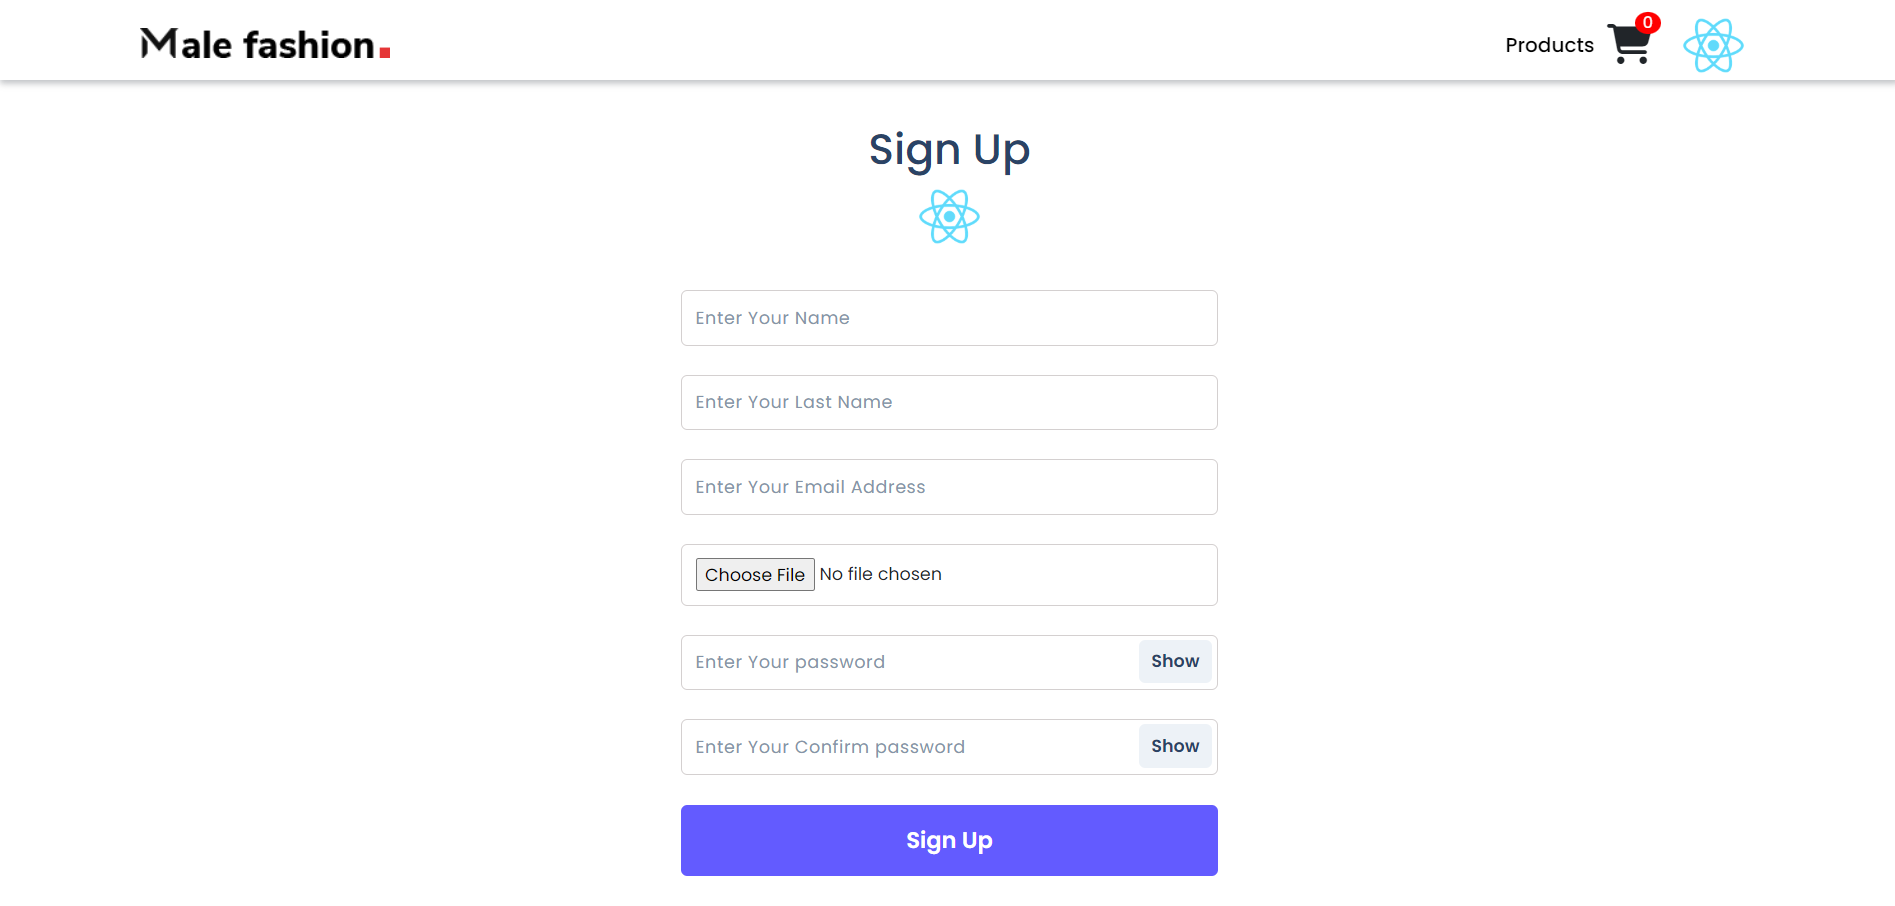 Male fashion.
Products
0
Sign Up
Enter Your Name
Enter Your Last Name
Enter Your Email Address
Choose File No file chosen
Enter Your password Show
Enter Your Confirm password Show
Sign Up